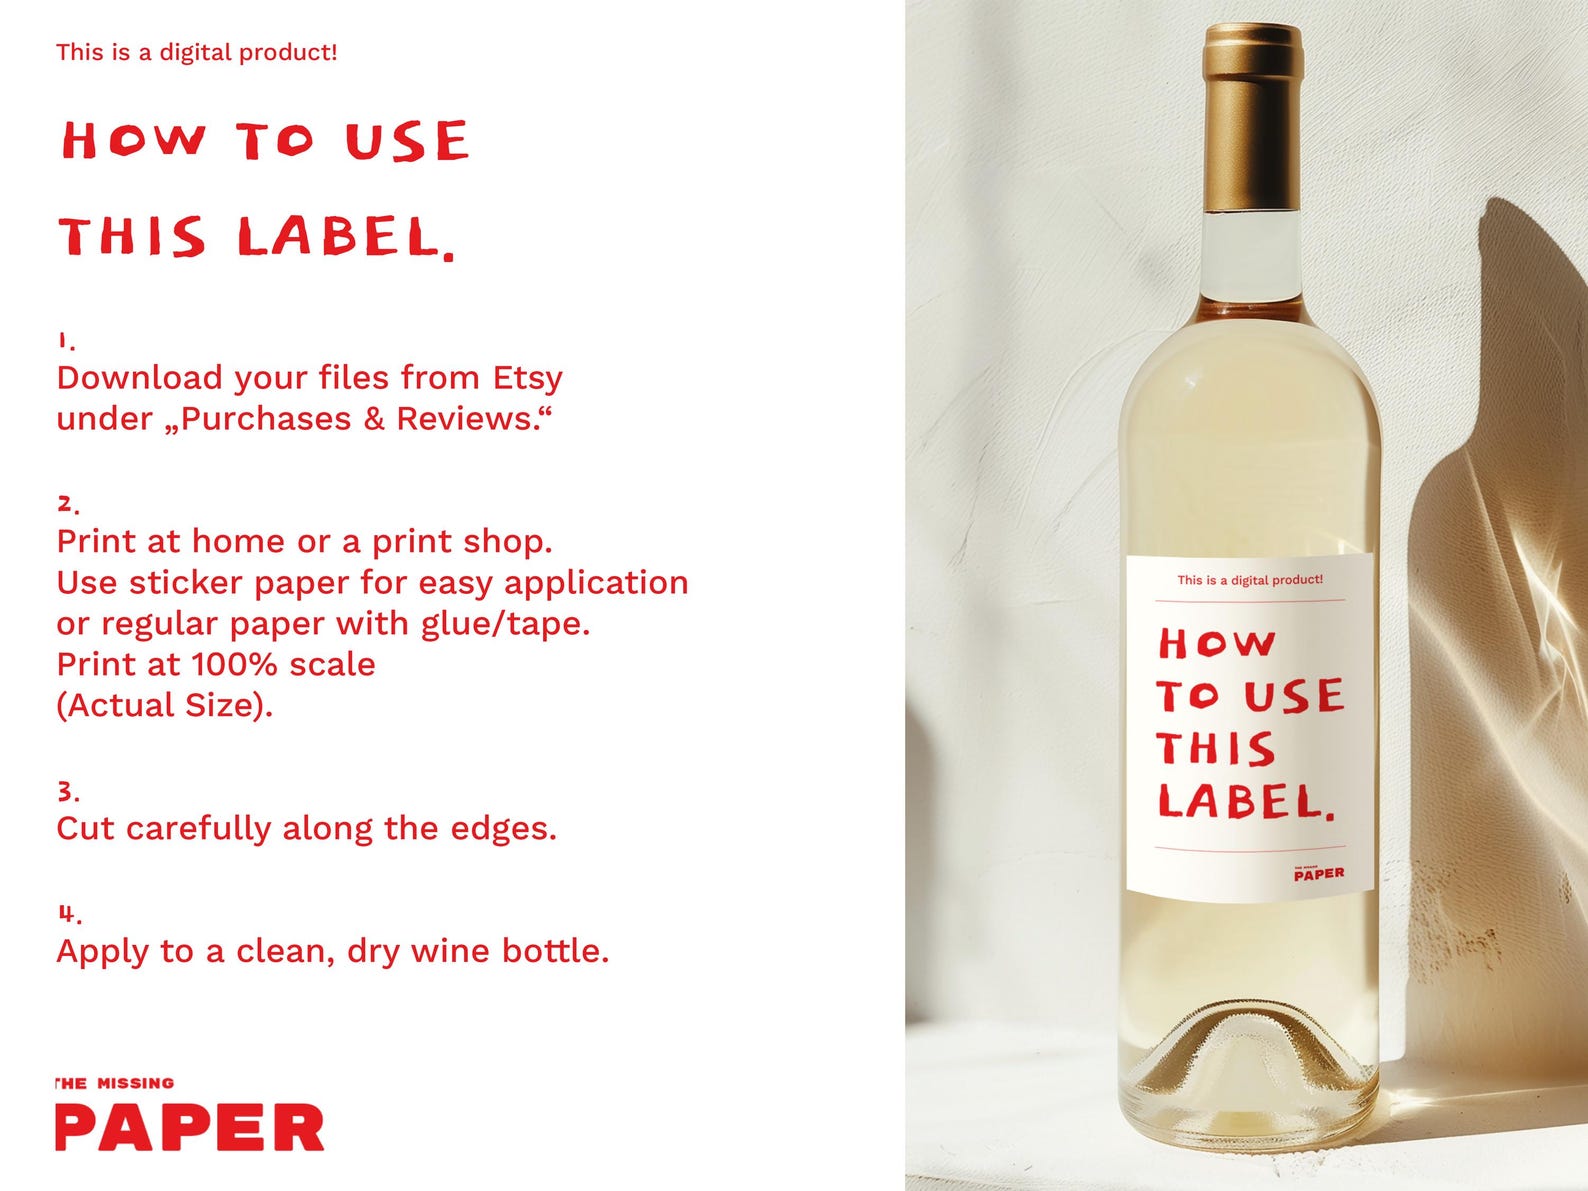 This is a digital product!
HOW TO USE
THIS LABEL.
1.
Download your files from Etsy
under „Purchases & Reviews.“
2.
Print at home or a print shop.
Use sticker paper for easy application
or regular paper with glue/tape.
Print at 100% scale
(Actual Size).
3.
Cut carefully along the edges.
4.
Apply to a clean, dry wine bottle.
THE MISSING
PAPER
This is a digital product!
HOW
TO USE
THIS
LABEL.
THE MISSING
PAPER